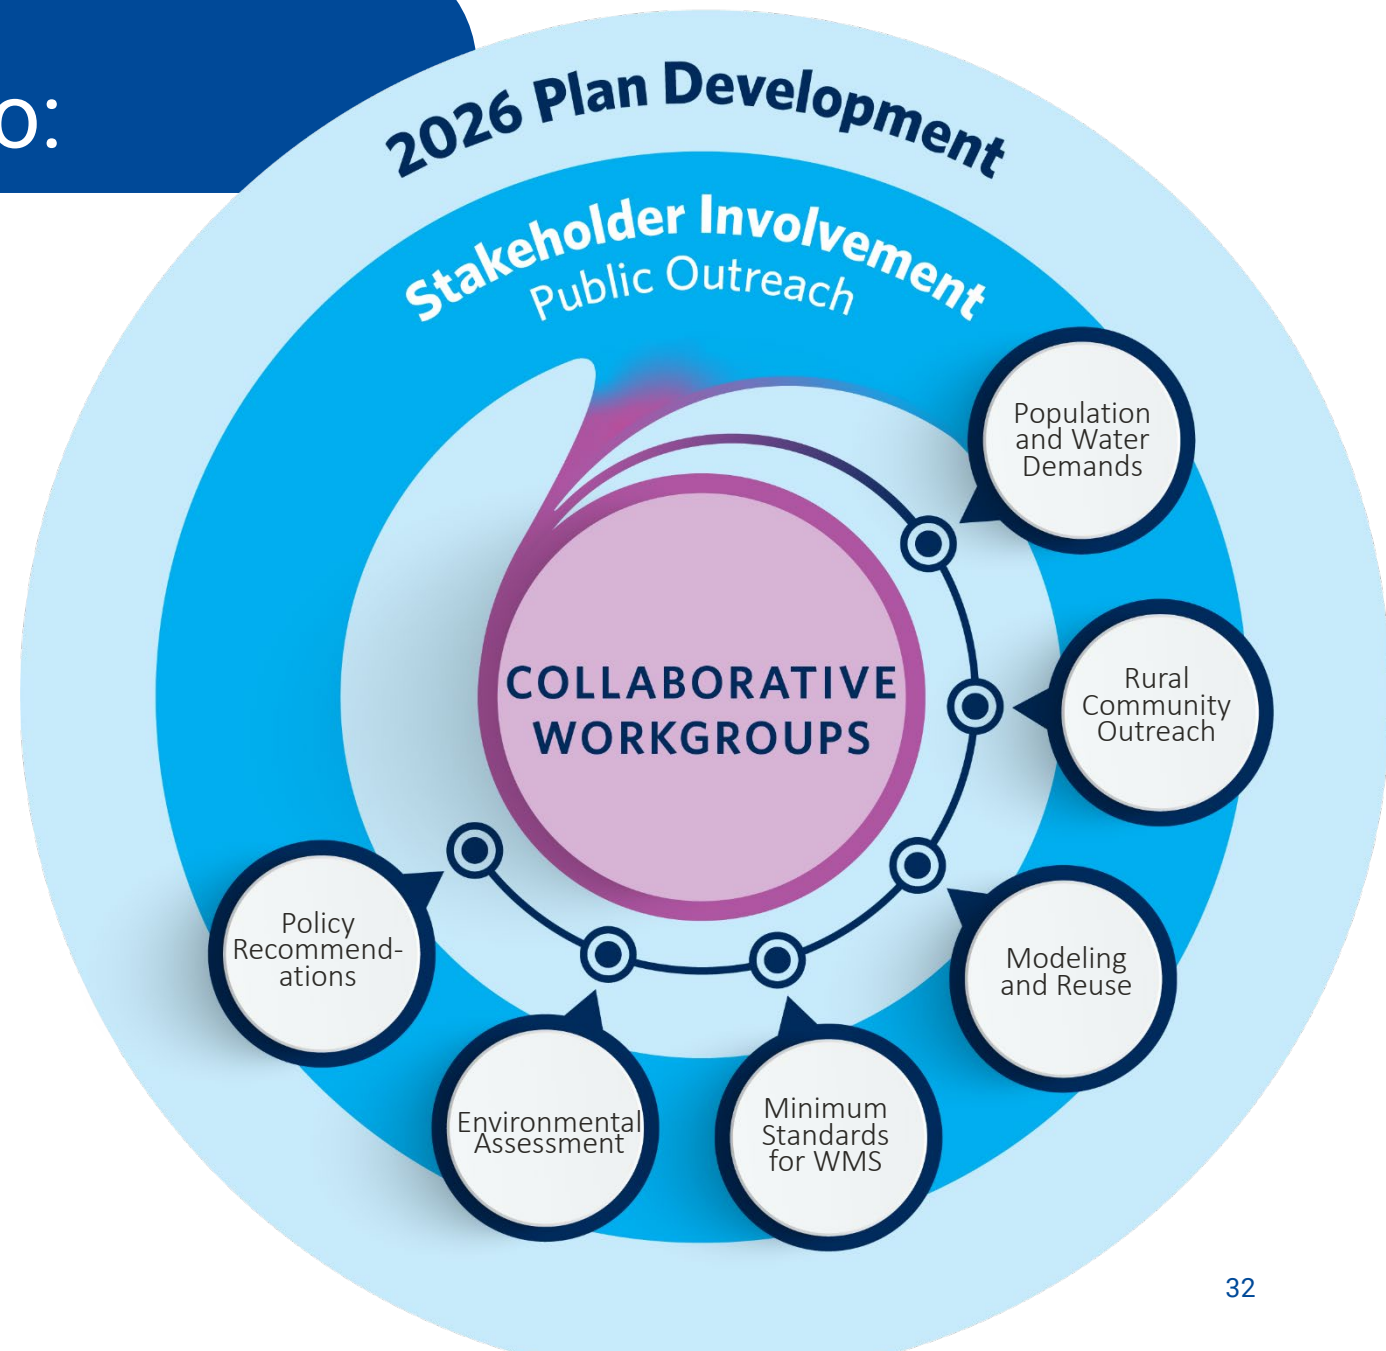 o:
2026 Plan Development
Stakeholder Involvement
Public Outreach
Population
and Water
Demands
Rural
Community
Outreach
COLLABORATIVE
WORKGROUPS
Modeling
and Reuse
Minimum
Standards
for WMS
Environmental
Assessment
Policy
Recommend-
ations
32